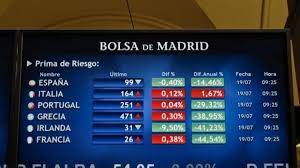 BOLSA DE MADRID
Prima de Riesgo:
Nombre Último Dif % Dif.Anual % Fecha Hora
ESPAÑA 99 -0,40% -14,46% 19/07 09:25
ITALIA 164 0,12% 1,67% 19/07 09:25
PORTUGAL 251 0,04% -29,32% 19/07 09:25
GRECIA 471 0,30% -38,95% 19/07 09:25
IRLANDA 31 -9,50% -41,23% 19/07 09:25
FRANCIA 26 0,38% -44,54% 19/07 09:25